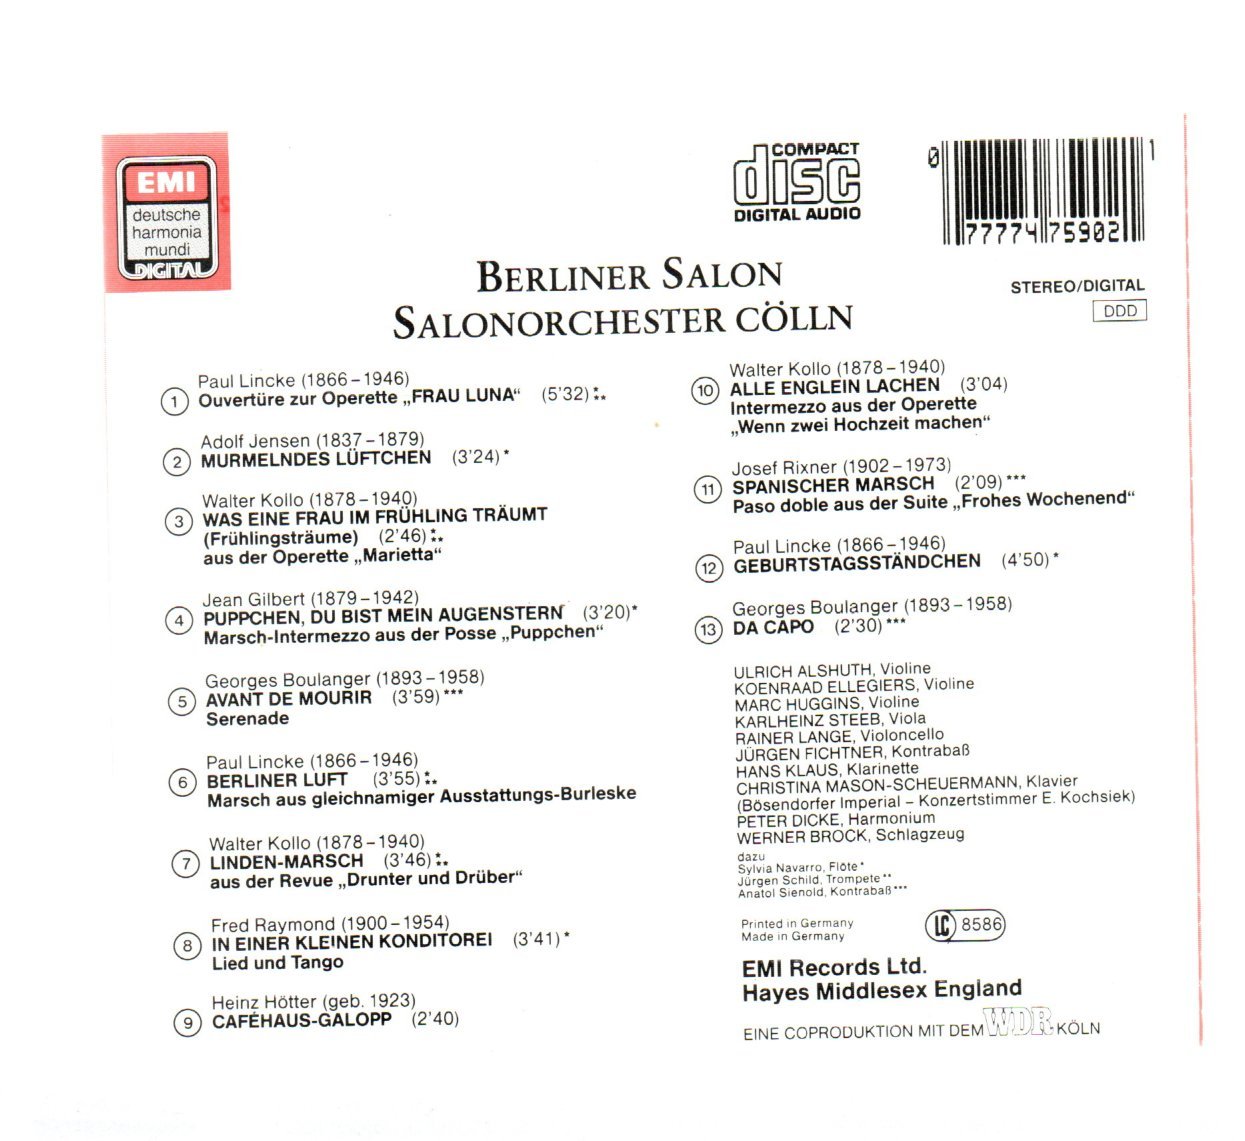 EMI
deutsche
harmonia
mundi
DIGITAL
COMPACT
disc
DIGITAL AUDIO
0 77774 75902 1
STEREO/DIGITAL
DDD
BERLINER SALON
SALONORCHESTER CÖLLN
Paul Lincke (1866–1946)
1 Ouvertüre zur Operette „FRAU LUNA“ (5'32) *** 
Adolf Jensen (1837–1879)
2 MURMELNDES LÜFTCHEN (3'24)*
Walter Kollo (1878–1940)
3 WAS EINE FRAU IM FRÜHLING TRÄUMT
(Frühlingsträume) (2'46) ***
aus der Operette „Marietta“
Jean Gilbert (1879–1942)
4 PUPPCHEN, DU BIST MEIN AUGENSTERN (3'20)*
Marsch-Intermezzo aus der Posse „Puppchen“
Georges Boulanger (1893–1958)
5 AVANT DE MOURIR (3'59)***
Serenade
Paul Lincke (1866–1946)
6 BERLINER LUFT (3'55) ***
Marsch aus gleichnamiger Ausstattungs-Burleske
Walter Kollo (1878–1940)
7 LINDEN-MARSCH (3'46) ***
aus der Revue „Drunter und Drüber“
Fred Raymond (1900–1954)
8 IN EINER KLEINEN KONDITOREI (3'41)*
Lied und Tango
Heinz Hötter (geb. 1923)
9 CAFÉHAUS-GALOPP (2'40)
Walter Kollo (1878–1940)
10 ALLE ENGLEIN LACHEN (3'04)
Intermezzo aus der Operette
„Wenn zwei Hochzeit machen“
Josef Rixner (1902–1973)
11 SPANISCHER MARSCH (2'09)***
Paso doble aus der Suite „Frohes Wochenend“
Paul Lincke (1866–1946)
12 GEBURTSTAGSSTÄNDCHEN (4'50)*
Georges Boulanger (1893–1958)
13 DA CAPO (2'30)***
ULRICH ALSHUTH, Violine
KOENRAAD ELLEGIERS, Violine
MARC HUGGINS, Violine
KARLHEINZ STEEB, Viola
RAINER LANGE, Violoncello
JÜRGEN FICHTNER, Kontrabaß
HANS KLAUS, Klarinette
CHRISTINA MASON-SCHEUERMANN, Klavier
(Bösendorfer Imperial – Konzertstimmer E. Kochsiek)
PETER DICKE, Harmonium
WERNER BROCK, Schlagzeug
dazu
Sylvia Navarro, Flöte*
Jürgen Schild, Trompete**
Anatol Sienold, Kontrabaß***
Printed in Germany
Made in Germany
LC 8586
EMI Records Ltd.
Hayes Middlesex England
EINE COPRODUKTION MIT DEM WDR KÖLN